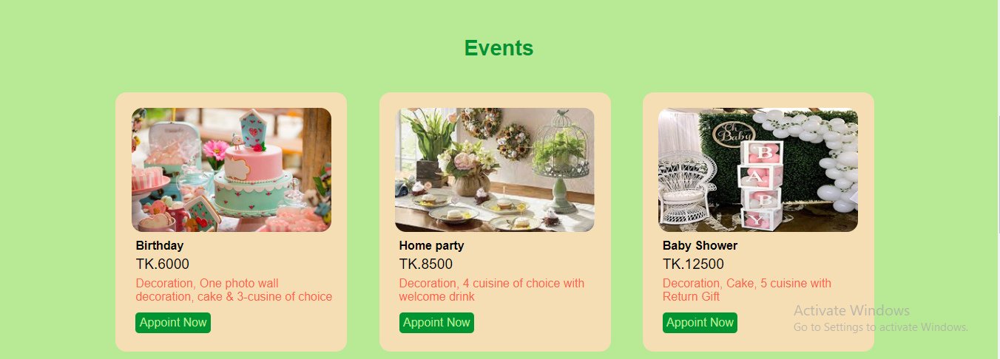 Events
Oh
Baby
B
A
B
Y
Birthday
TK.6000
Decoration, One photo wall
decoration, cake & 3-cusine of choice
Appoint Now
Home party
TK.8500
Decoration, 4 cuisine of choice with
welcome drink
Appoint Now
Baby Shower
TK.12500
Decoration, Cake, 5 cuisine with
Return Gift
Appoint Now
Activate Windows
Go to Settings to activate Windows.